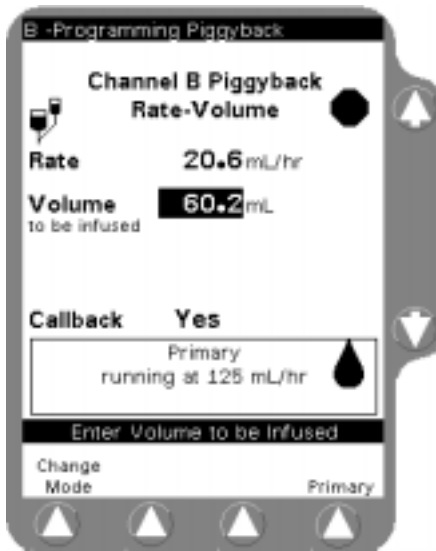 B -Programming Piggyback
Channel B Piggyback
Rate-Volume
Rate 20.6 mL/hr
Volume 60.2 mL
to be infused
Callback Yes
Primary
running at 125 mL/hr
Enter Volume to be Infused
Change
Mode Primary